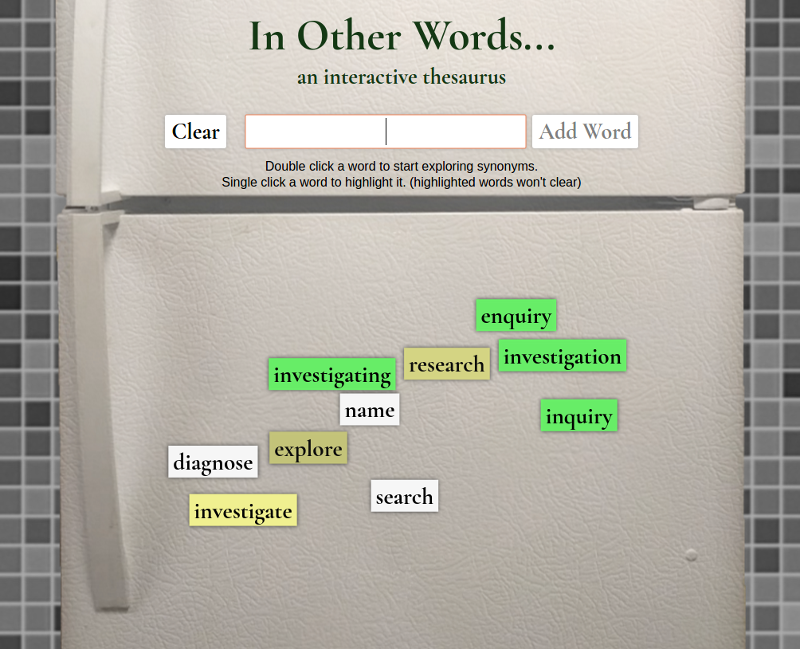 In Other Words...
an interactive thesaurus
Clear
Add Word
Double click a word to start exploring synonyms.
Single click a word to highlight it. (highlighted words won't clear)
enquiry
investigation
research
investigating
name
inquiry
explore
diagnose
search
investigate